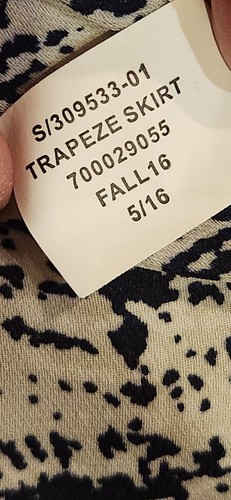 S/309533-01
TRAPEZE SKIRT
700029055
FALL16
5/16